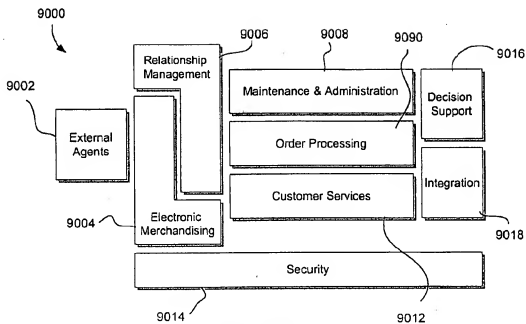 9000
9002
9006
9008
9090
9016
Relationship
Management
Maintenance & Administration
Decision
Support
External
Agents
Order Processing
Customer Services
Integration
9004
Electronic
Merchandising
9018
Security
9014
9012